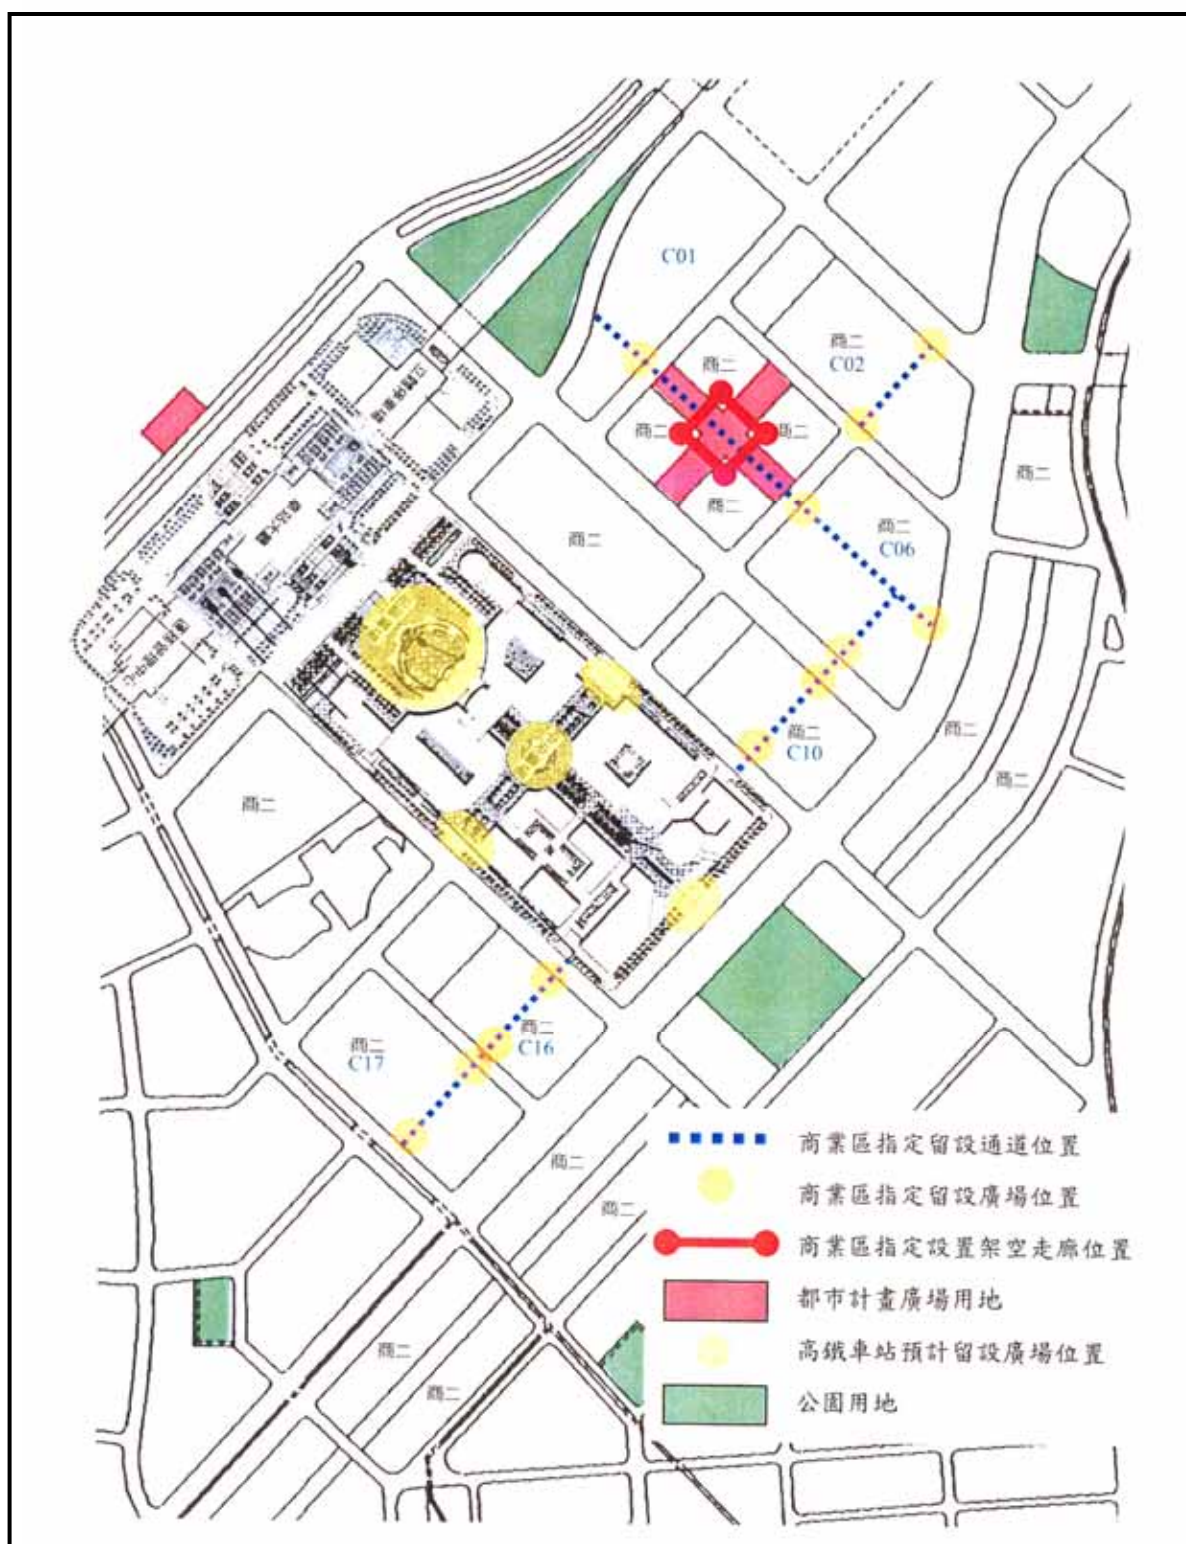 C01
商二
C02
商二
商二
商二
商二
商二
商二
C06
商二
商二
C10
商二
商二
商二
商二
C16
商二
C17
商二
商二
商二
商二
商業區指定留設通道位置
商業區指定留設廣場位置
商業區指定設置架空走廊位置
都市計畫廣場用地
高鐵車站預計留設廣場位置
公園用地